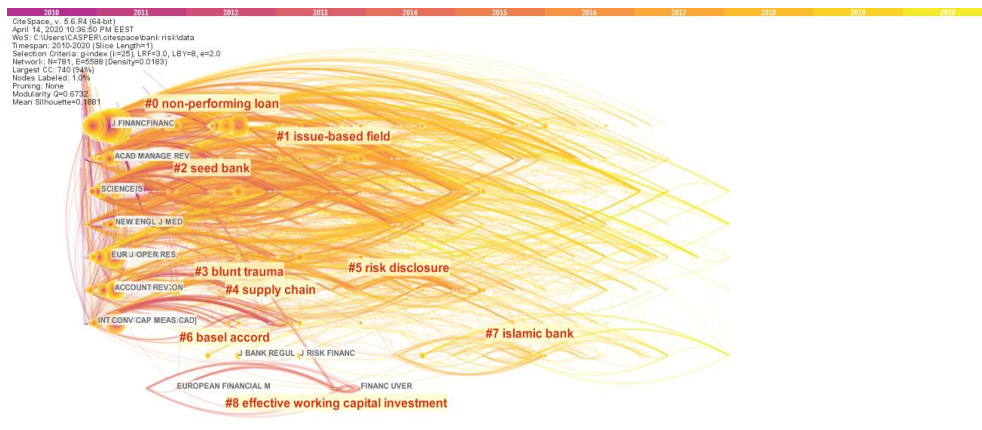 2010 2011 2012 2013 2014 2015 2016 2017 2018 2019 2020
CiteSpace, v. 5.6.R4 (64-bit)
April 14, 2020 10:36:50 PM EEST
WoS: C:\Users\CASPER\.citespace\bank risk\data
Timespan: 2010-2020 (Slice Length=1)
Selection Criteria: g-index (k=25), LRF=3.0, LBY=8, e=2.0
Network: N=781, E=5588 (Density=0.0183)
Largest CC: 740 (94%)
Nodes Labeled: 1.0%
Pruning: None
Modularity Q=0.6732
Mean Silhouette=0.1881
#0 non-performing loan
J FINANCFINANC
#1 issue-based field
ACAD MANAGE REV
#2 seed bank
SCIENCE
NEW ENGL J MED
EUR J OPER RES
#5 risk disclosure
#3 blunt trauma
ACCOUNT REV
#4 supply chain
INT CONV CAP MEAS CADJ
#7 islamic bank
#6 basel accord
J BANK REGUL J RISK FINANC
EUROPEAN FINANCIAL M FINANC UVER
#8 effective working capital investment